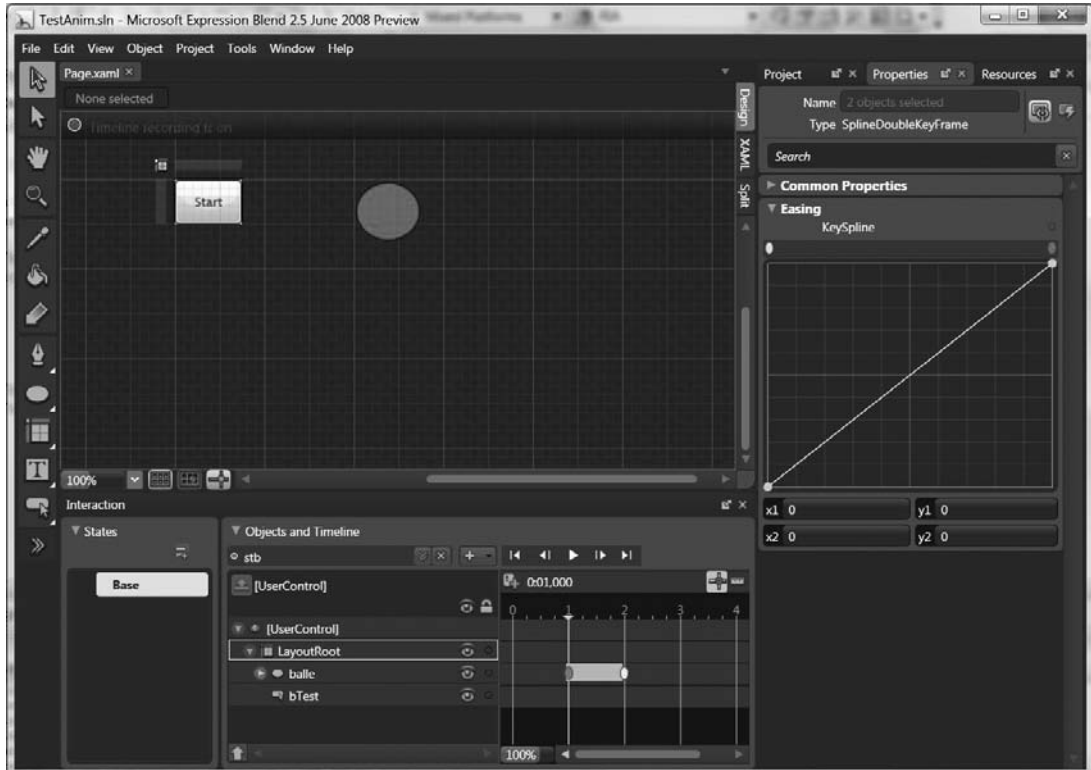 TestAnim.sln - Microsoft Expression Blend 2.5 June 2008 Preview
File Edit View Object Project Tools Window Help
Page.xaml ×
None selected
Timeline recording is on
Start
Design
XAML
Split
100%
Project
Properties
Resources
Name 2 objects selected
Type SplineDoubleKeyFrame
Search
Common Properties
Easing
KeySpline
x1 0
y1 0
x2 0
y2 0
Interaction
States
Base
Objects and Timeline
stb
[UserControl]
0:01,000
0 1 2 3 4
[UserControl]
LayoutRoot
balle
bTest
100%